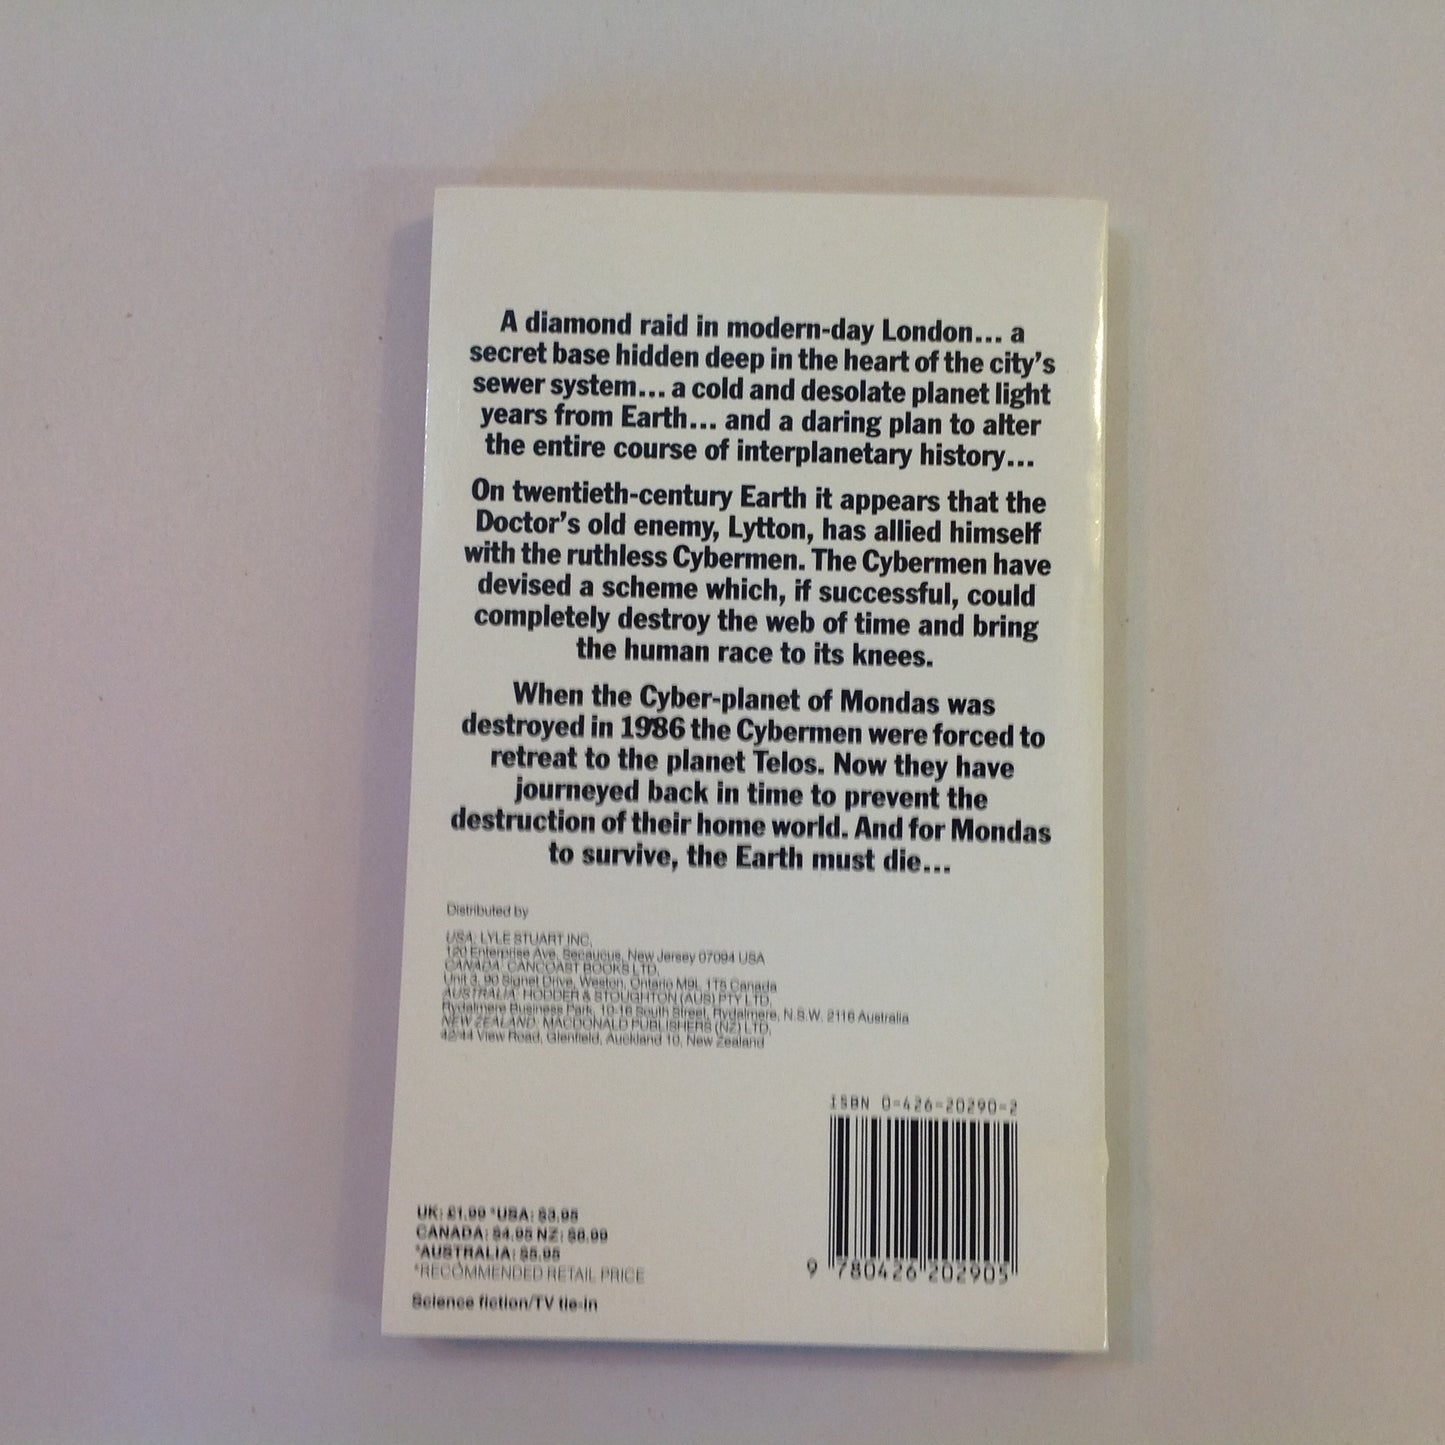 A diamond raid in modern-day London... a
secret base hidden deep in the heart of the city's
sewer system... a cold and desolate planet light
years from Earth... and a daring plan to alter
the entire course of interplanetary history...
On twentieth-century Earth it appears that the
Doctor's old enemy, Lytton, has allied himself
with the ruthless Cybermen. The Cybermen have
devised a scheme which, if successful, could
completely destroy the web of time and bring
the human race to its knees.
When the Cyber-planet of Mondas was
destroyed in 1986 the Cybermen were forced to
retreat to the planet Telos. Now they have
journeyed back in time to prevent the
destruction of their home world. And for Mondas
to survive, the Earth must die...
Distributed by
USA: LYLE STUART INC,
120 Enterprise Ave, Secaucus, New Jersey 07094 USA
CANADA: CANCOAST BOOKS LTD,
Unit 3, 90 Signet Drive, Weston, Ontario M9L 1T5 Canada
AUSTRALIA: HODDER & STOUGHTON (AUS) PTY LTD,
Rydalmere Business Park, 10-16 South Street, Rydalmere, N.S.W. 2116 Australia
NEW ZEALAND: MACDONALD PUBLISHERS (NZ) LTD,
42/44 View Road, Glenfield, Auckland 10, New Zealand
ISBN 0-426-20290-2
9 780426 202905
UK: £1.99 *USA: $3.95
CANADA: $4.95 NZ: $8.99
*AUSTRALIA: $5.95
*RECOMMENDED RETAIL PRICE
Science fiction/TV tie-in